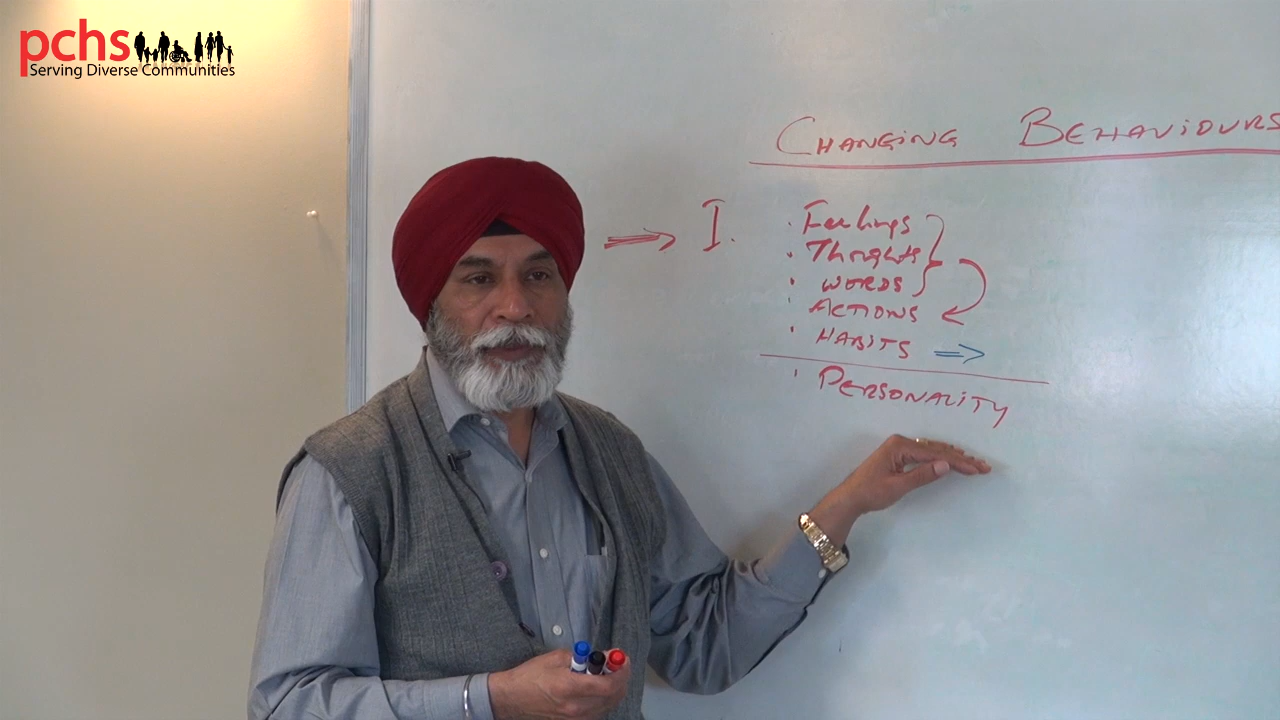 pchs
Serving Diverse Communities
CHANGING BEHAVIOURS
I. · Feelings
· Thoughts
· WORDS
· ACTIONS
· HABITS
· PERSONALITY